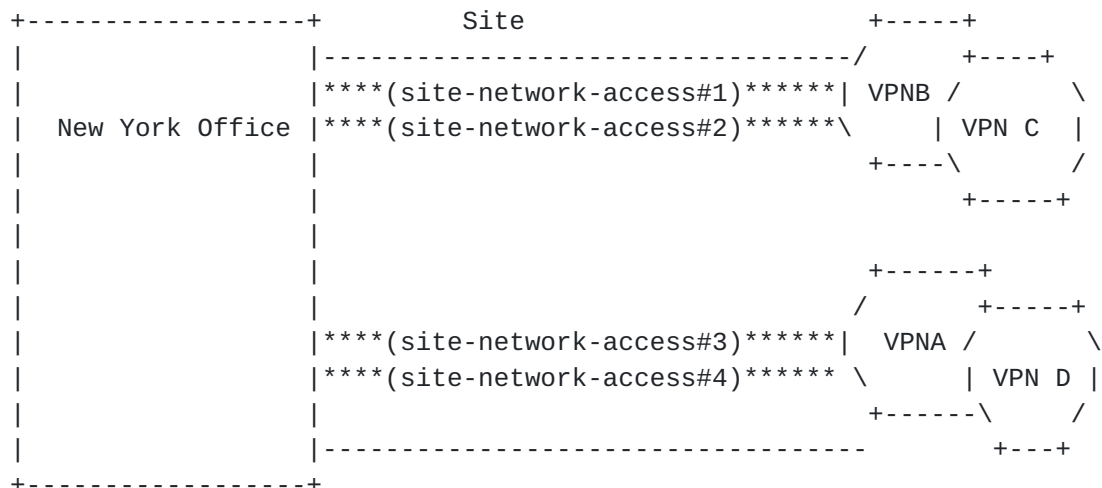 Site
****(site-network-access#1)****** VPNB
New York Office ****(site-network-access#2)****** VPN C
****(site-network-access#3)****** VPNA
****(site-network-access#4)****** VPN D